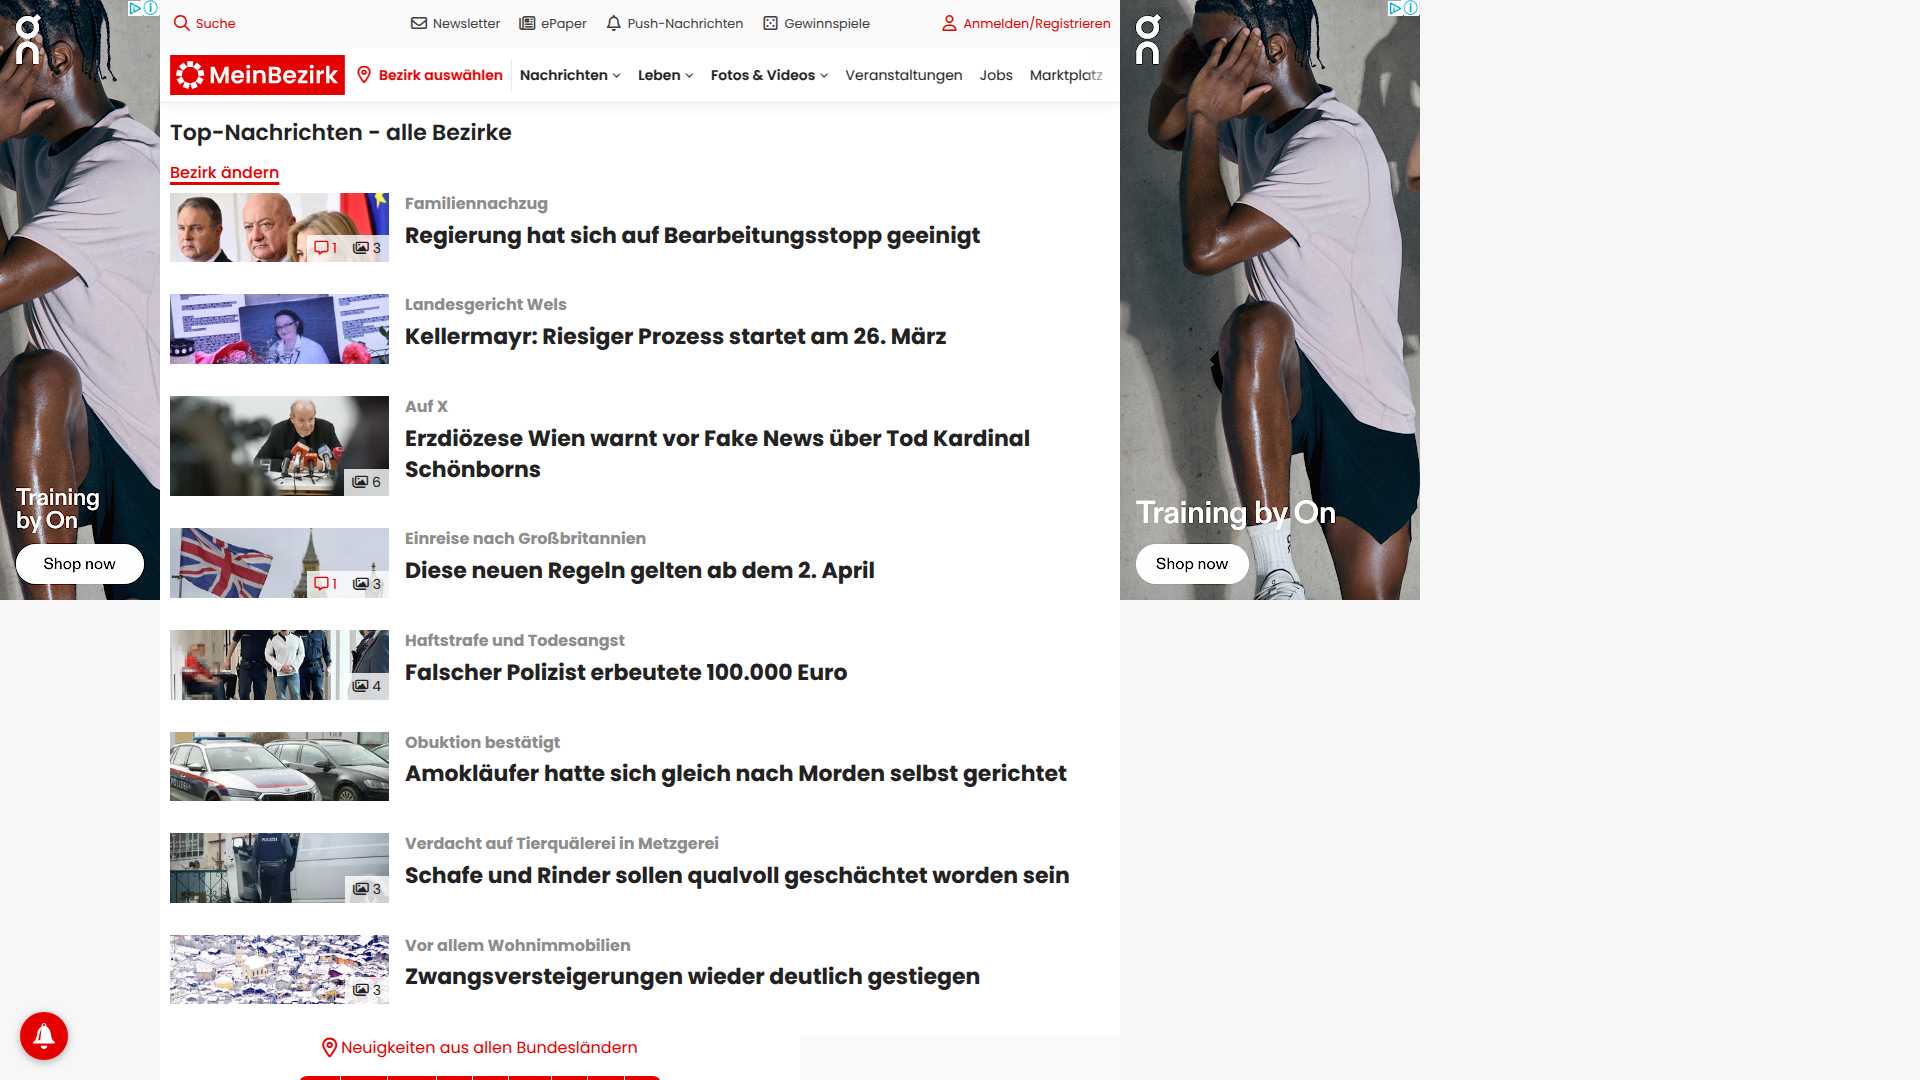 Suche
Newsletter
ePaper
Push-Nachrichten
Gewinnspiele
Anmelden/Registrieren
MeinBezirk
Bezirk auswählen
Nachrichten
Leben
Fotos & Videos
Veranstaltungen
Jobs
Marktplatz
Top-Nachrichten - alle Bezirke
Bezirk ändern
1 3
Familiennachzug
Regierung hat sich auf Bearbeitungsstopp geeinigt
Landesgericht Wels
Kellermayr: Riesiger Prozess startet am 26. März
6
Auf X
Erzdiözese Wien warnt vor Fake News über Tod Kardinal
Schönborns
1 3
Einreise nach Großbritannien
Diese neuen Regeln gelten ab dem 2. April
4
Haftstrafe und Todesangst
Falscher Polizist erbeutete 100.000 Euro
Obuktion bestätigt
Amokläufer hatte sich gleich nach Morden selbst gerichtet
3
Verdacht auf Tierquälerei in Metzgerei
Schafe und Rinder sollen qualvoll geschächtet worden sein
3
Vor allem Wohnimmobilien
Zwangsversteigerungen wieder deutlich gestiegen
Neuigkeiten aus allen Bundesländern
Training
by On
Shop now
Training by On
Shop now